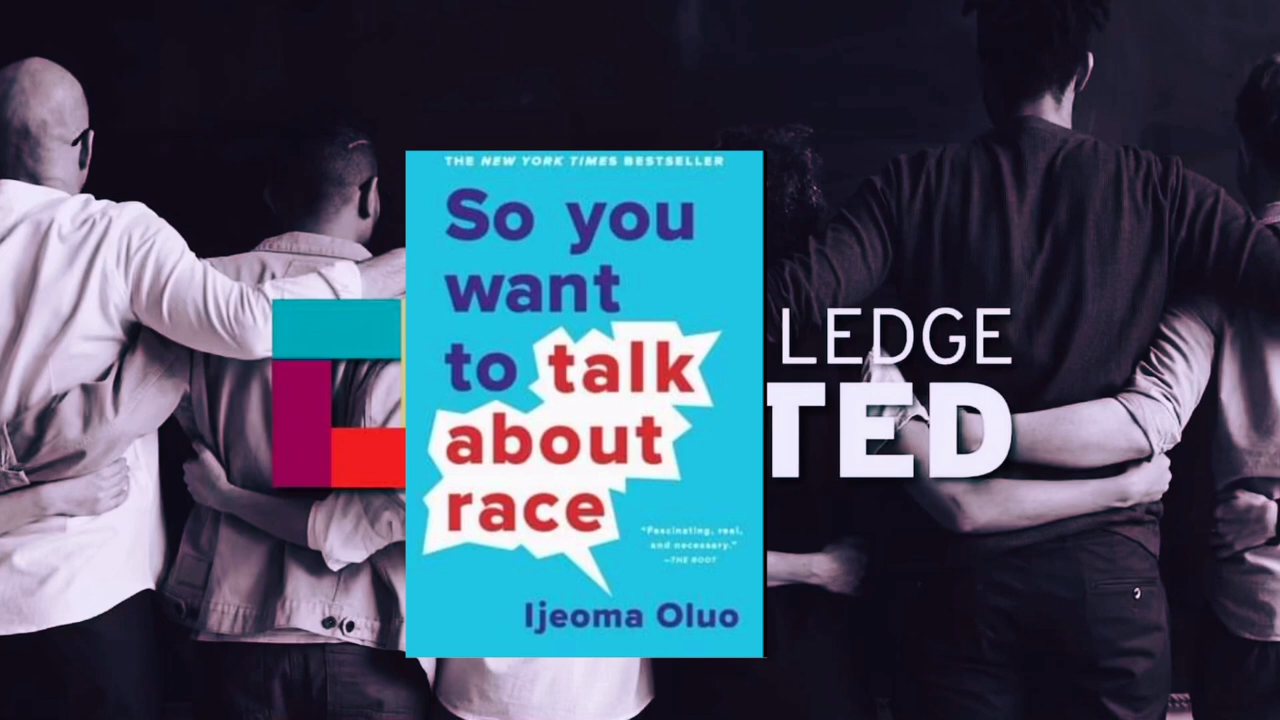 THE NEW YORK TIMES BESTSELLER
So you
want
to talk
about
race
"Fascinating, real,
and necessary."
—THE ROOT
Ijeoma Oluo
LEDGE
TED